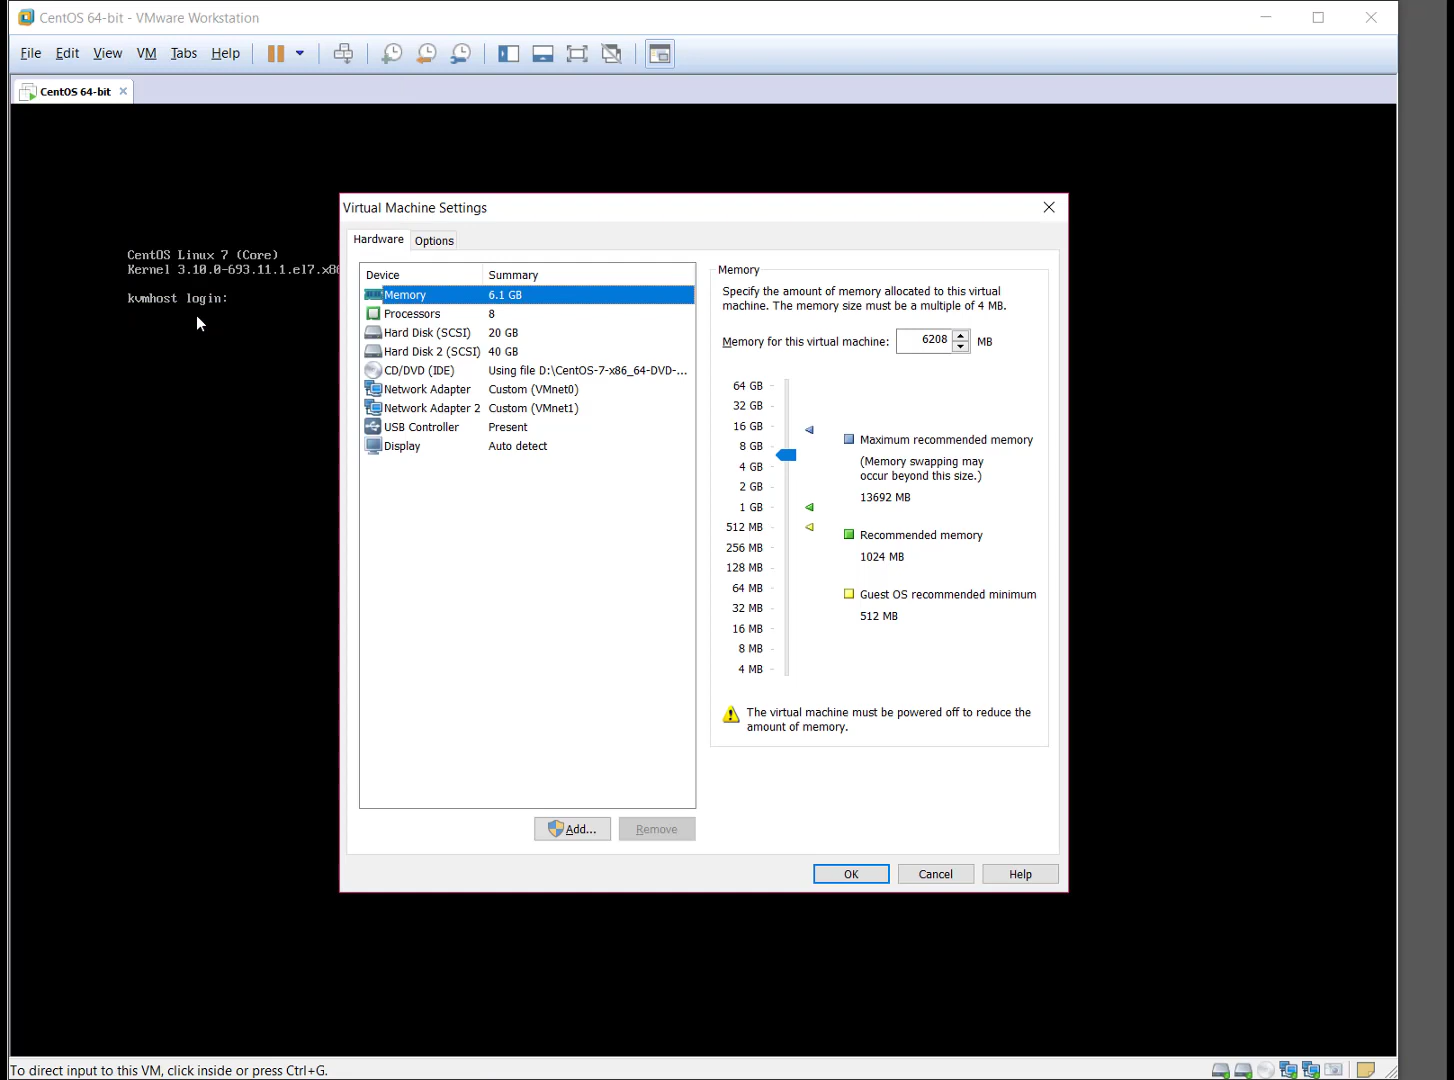 CentOS 64-bit - VMware Workstation
File Edit View VM Tabs Help
CentOS 64-bit
CentOS Linux 7 (Core)
Kernel 3.10.0-693.11.1.el7.x86
kvmhost login:
Virtual Machine Settings
Hardware Options
Device Summary
Memory 6.1 GB
Processors 8
Hard Disk (SCSI) 20 GB
Hard Disk 2 (SCSI) 40 GB
CD/DVD (IDE) Using file D:\CentOS-7-x86_64-DVD-...
Network Adapter Custom (VMnet0)
Network Adapter 2 Custom (VMnet1)
USB Controller Present
Display Auto detect
Add... Remove
Memory
Specify the amount of memory allocated to this virtual
machine. The memory size must be a multiple of 4 MB.
Memory for this virtual machine: 6208 MB
64 GB
32 GB
16 GB
8 GB
4 GB
2 GB
1 GB
512 MB
256 MB
128 MB
64 MB
32 MB
16 MB
8 MB
4 MB
Maximum recommended memory
(Memory swapping may
occur beyond this size.)
13692 MB
Recommended memory
1024 MB
Guest OS recommended minimum
512 MB
The virtual machine must be powered off to reduce the
amount of memory.
OK Cancel Help
To direct input to this VM, click inside or press Ctrl+G.